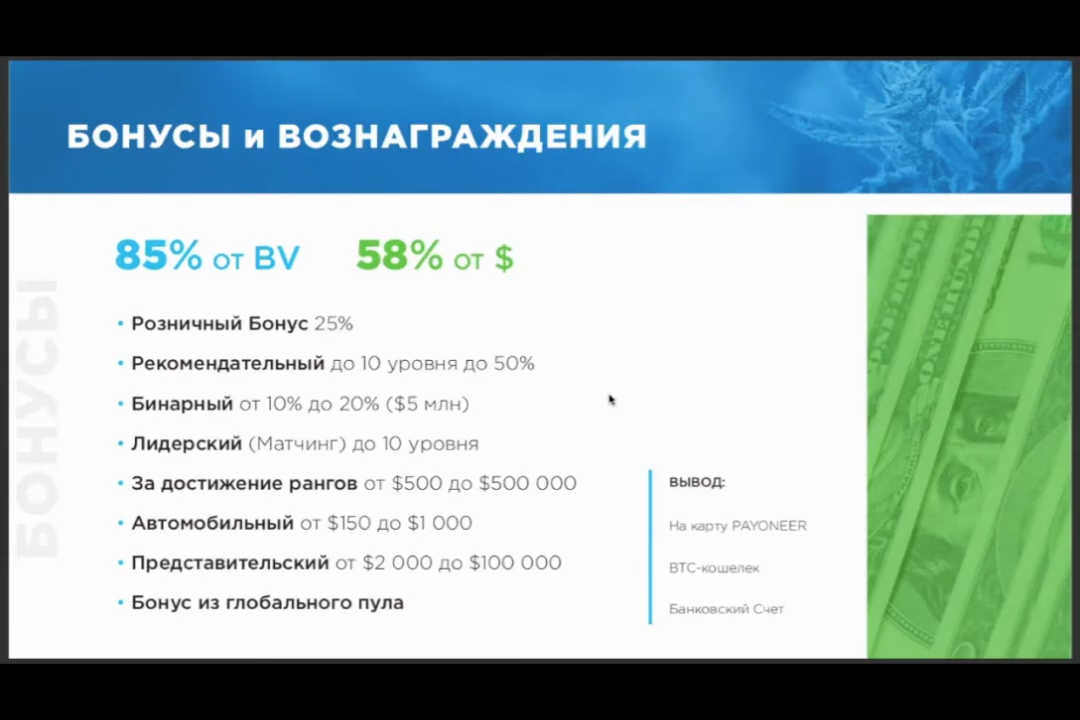 БОНУСЫ и ВОЗНАГРАЖДЕНИЯ
БОНУСЫ
85% от BV 58% от $
• Розничный Бонус 25%
• Рекомендательный до 10 уровня до 50%
• Бинарный от 10% до 20% ($5 млн)
• Лидерский (Матчинг) до 10 уровня
• За достижение рангов от $500 до $500 000
• Автомобильный от $150 до $1 000
• Представительский от $2 000 до $100 000
• Бонус из глобального пула
ВЫВОД:
На карту PAYONEER
BTC-кошелек
Банковский Счет